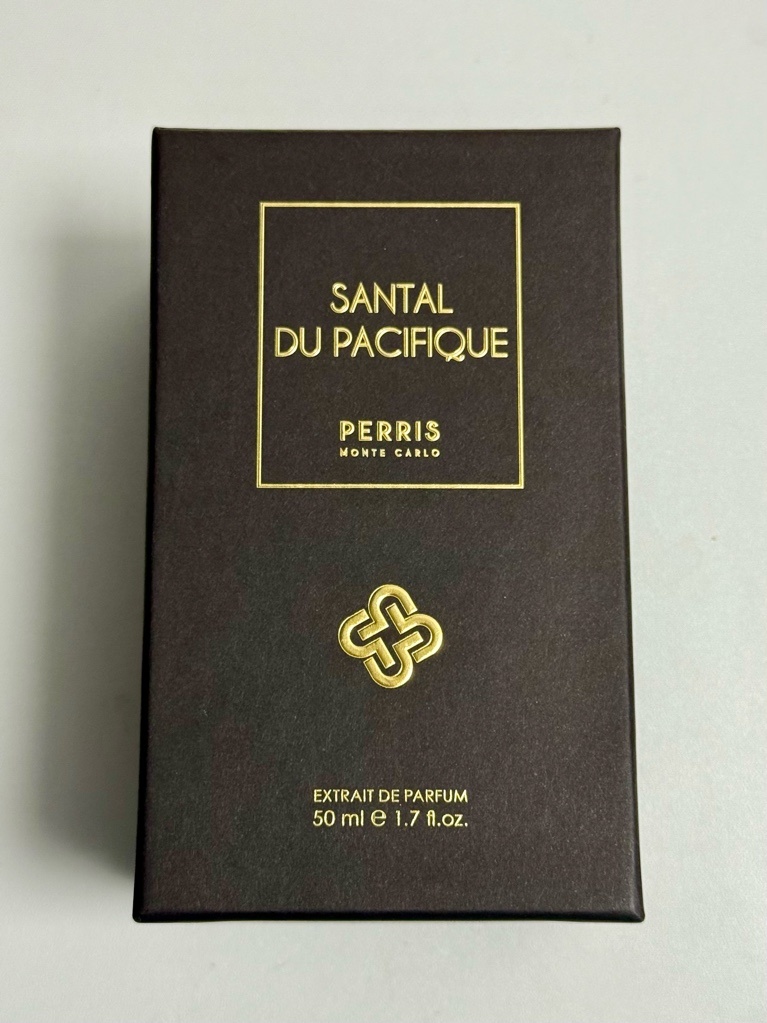 SANTAL
DU PACIFIQUE
PERRIS
MONTE CARLO
EXTRAIT DE PARFUM
50 ml ℮ 1.7 fl.oz.